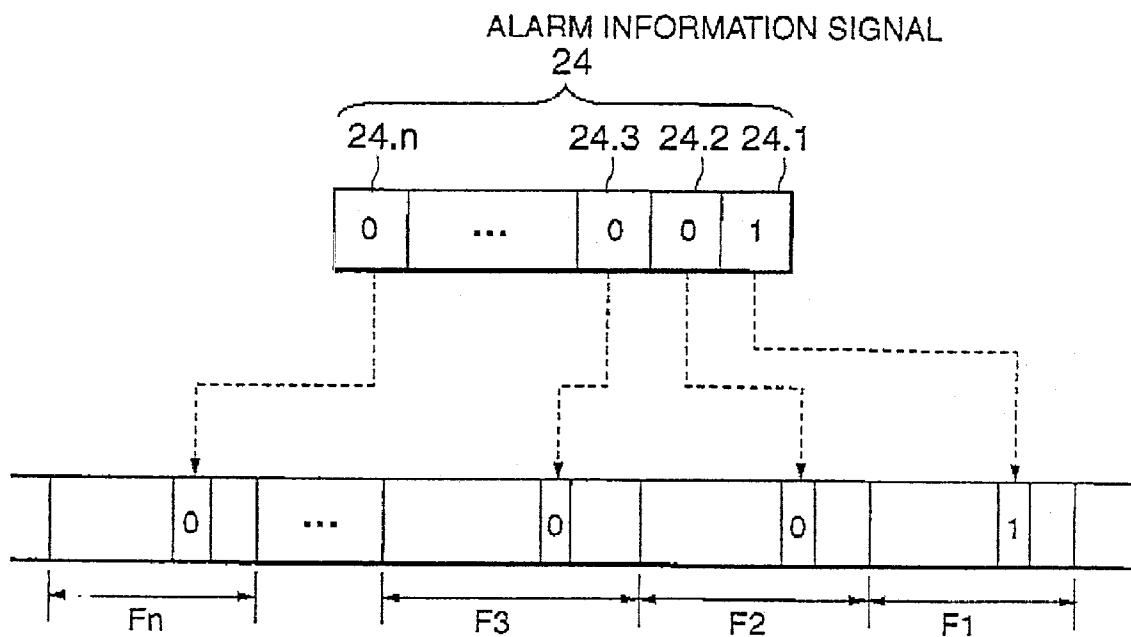 ALARM INFORMATION SIGNAL
24
24.n 24.3 24.2 24.1
0 ... 0 0 1
0 ... 0 0 1
Fn F3 F2 F1